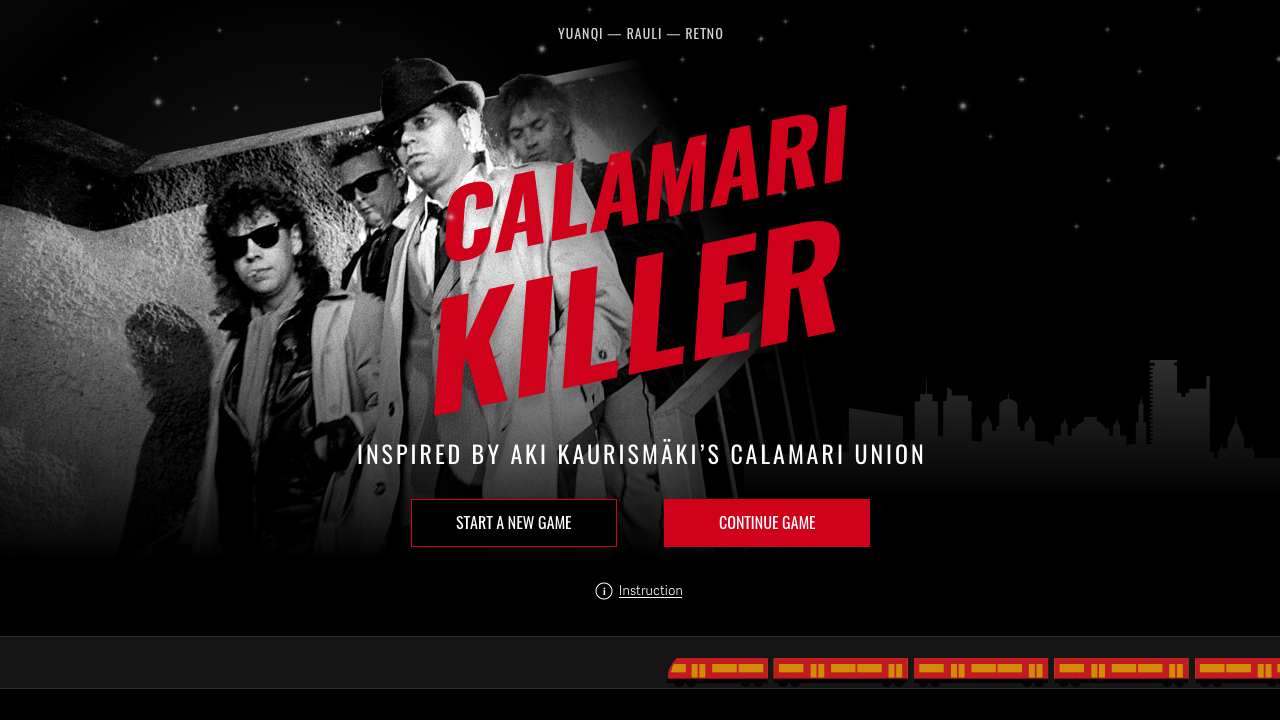 YUANQI — RAULI — RETNO
CALAMARI
KILLER
INSPIRED BY AKI KAURISMÄKI’S CALAMARI UNION
START A NEW GAME
CONTINUE GAME
Instruction